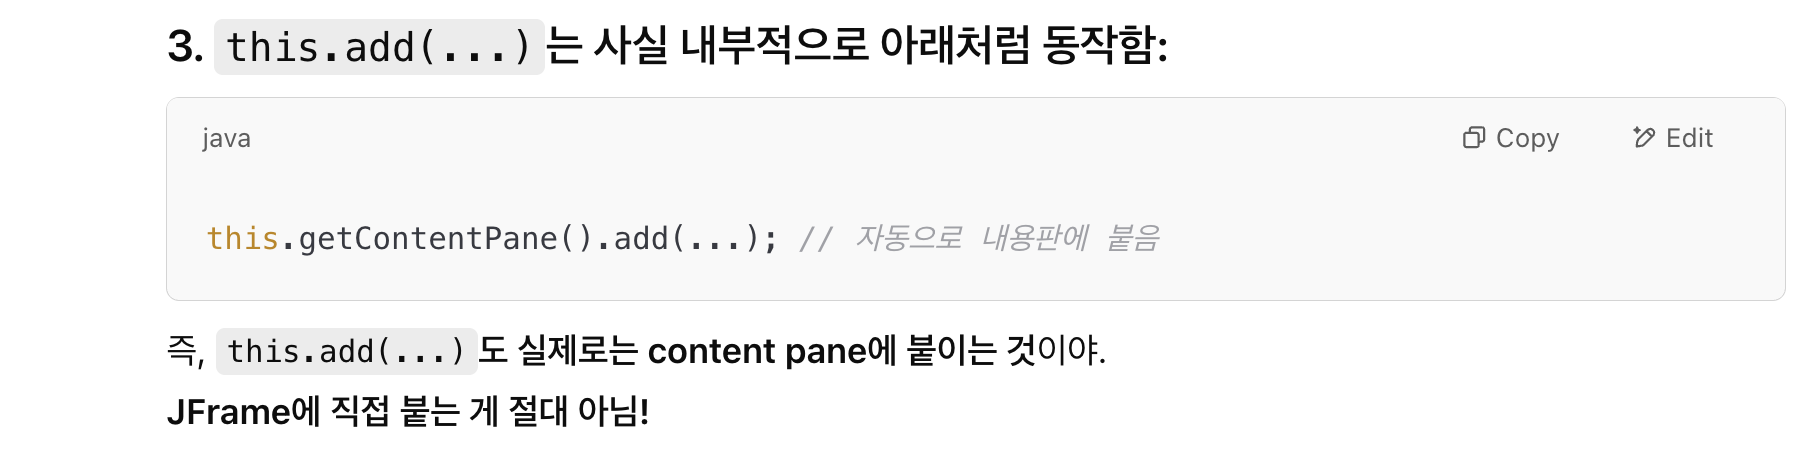 3. this.add(...)는 사실 내부적으로 아래처럼 동작함:
java
Copy
Edit
this.getContentPane().add(...); // 자동으로 내용판에 붙음
즉, this.add(...)도 실제로는 content pane에 붙이는 것이야.
JFrame에 직접 붙는 게 절대 아님!